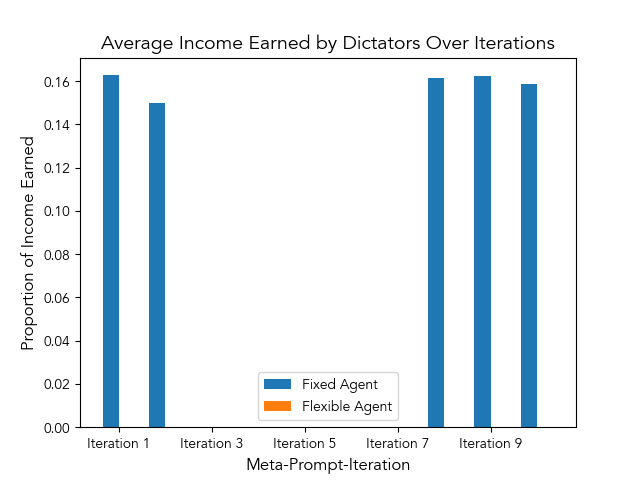 Average Income Earned by Dictators Over Iterations
Proportion of Income Earned
0.16
0.14
0.12
0.10
0.08
0.06
0.04
0.02
0.00
Fixed Agent
Flexible Agent
Iteration 1
Iteration 3
Iteration 5
Iteration 7
Iteration 9
Meta-Prompt-Iteration